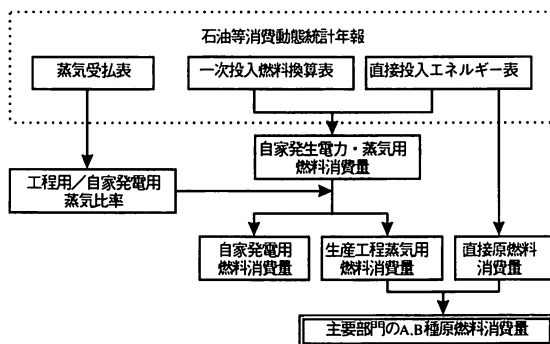 石油等消費動態統計年報
蒸気受払表
一次投入燃料換算表
直接投入エネルギー表
自家発生電力・蒸気用
燃料消費量
工程用／自家発電用
蒸気比率
自家発電用
燃料消費量
生産工程蒸気用
燃料消費量
直接原燃料
消費量
主要部門のA,B種原燃料消費量